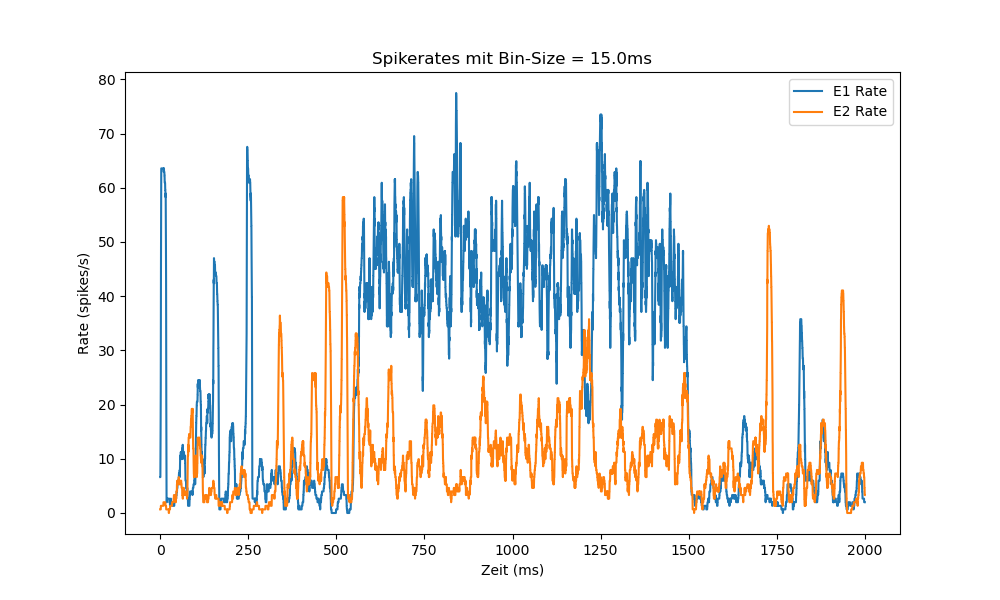 Spikerates mit Bin-Size = 15.0ms
E1 Rate
E2 Rate
80
70
60
50
40
30
20
10
0
Rate (spikes/s)
0 250 500 750 1000 1250 1500 1750 2000
Zeit (ms)